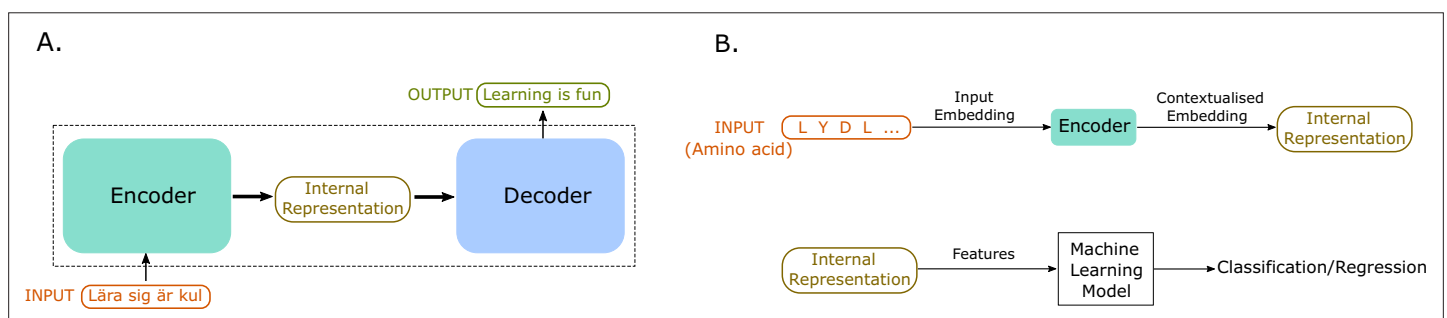 A.
OUTPUT Learning is fun
Encoder
Internal
Representation
Decoder
INPUT Lära sig är kul
B.
INPUT
(Amino acid)
L Y D L ...
Input
Embedding
Encoder
Contextualised
Embedding
Internal
Representation
Internal
Representation
Features
Machine
Learning
Model
Classification/Regression